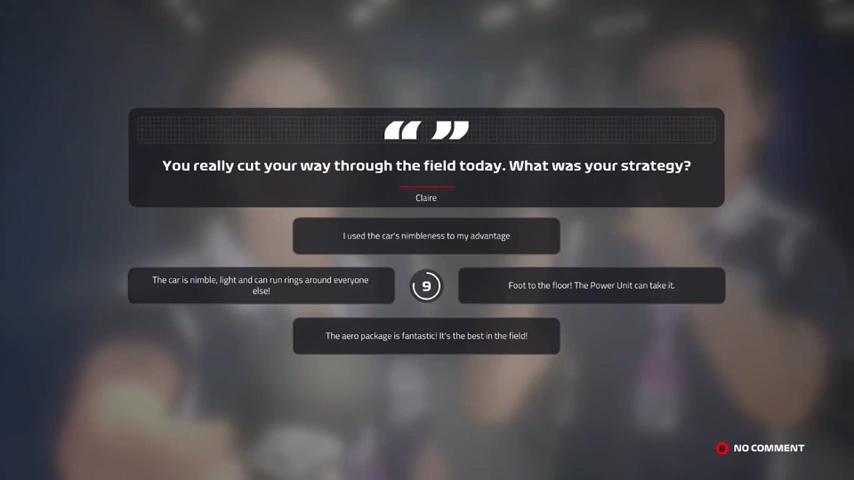 You really cut your way through the field today. What was your strategy?
Claire
I used the car's nimbleness to my advantage
The car is nimble, light and can run rings around everyone
else!
9
Foot to the floor! The Power Unit can take it.
The aero package is fantastic! It's the best in the field!
B NO COMMENT